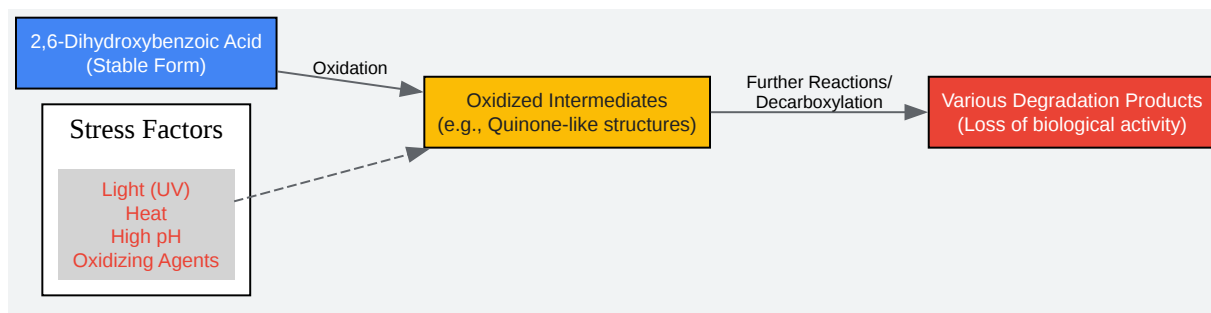 2,6-Dihydroxybenzoic Acid
(Stable Form)
Oxidation
Oxidized Intermediates
(e.g., Quinone-like structures)
Further Reactions/
Decarboxylation
Various Degradation Products
(Loss of biological activity)
Stress Factors
Light (UV)
Heat
High pH
Oxidizing Agents